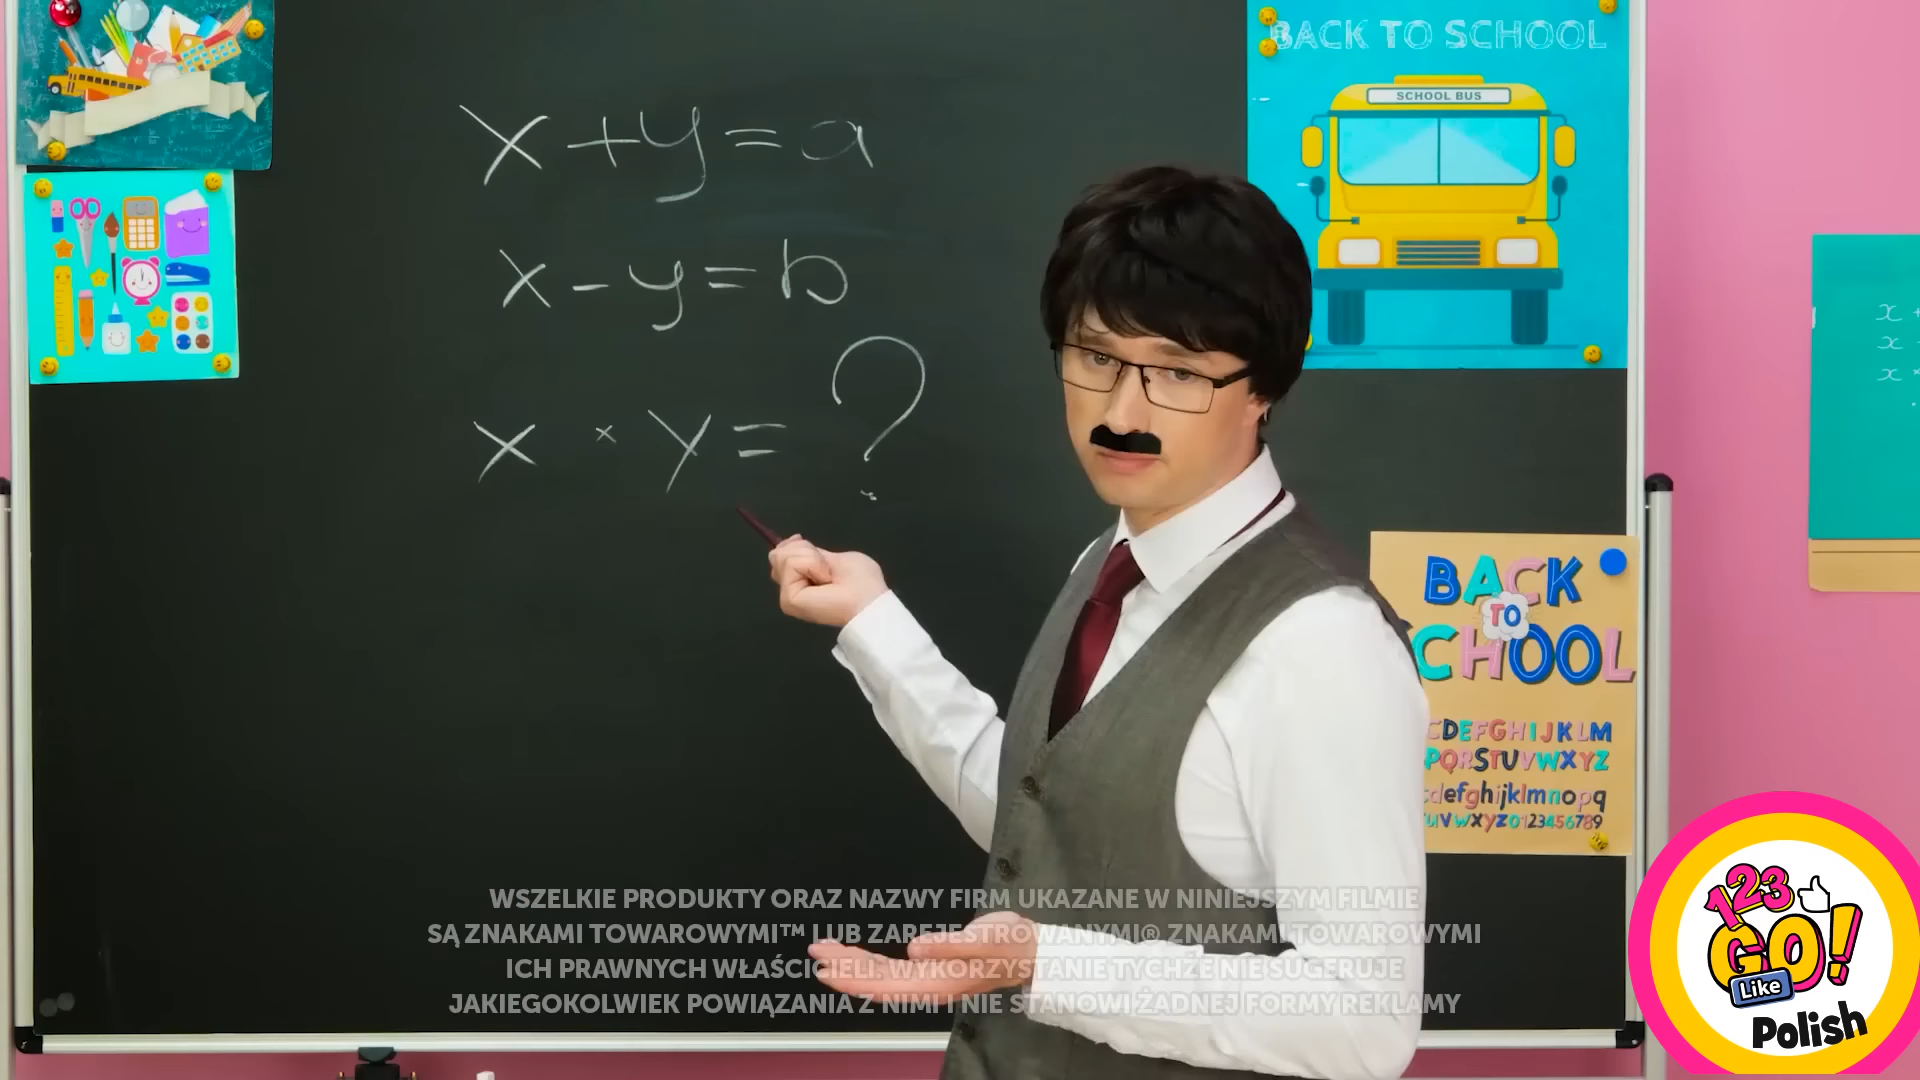 x + y = a
x - y = b
x × y = ?
BACK TO SCHOOL
SCHOOL BUS
BACK
TO
SCHOOL
CDEFGHIJKLM
PQRSTUVWXYZ
cdefghijklmnopq
uvwxyz0123456789
WSZELKIE PRODUKTY ORAZ NAZWY FIRM UKAZANE W NINIEJSZYM FILMIE
SĄ ZNAKAMI TOWAROWYMI™ LUB ZAREJESTROWANYMI® ZNAKAMI TOWAROWYMI
ICH PRAWNYCH WŁAŚCICIELI. WYKORZYSTANIE TYCHŻE NIE SUGERUJE
JAKIEGOKOLWIEK POWIĄZANIA Z NIMI I NIE STANOWI ŻADNEJ FORMY REKLAMY
123
GO!
Like
Polish